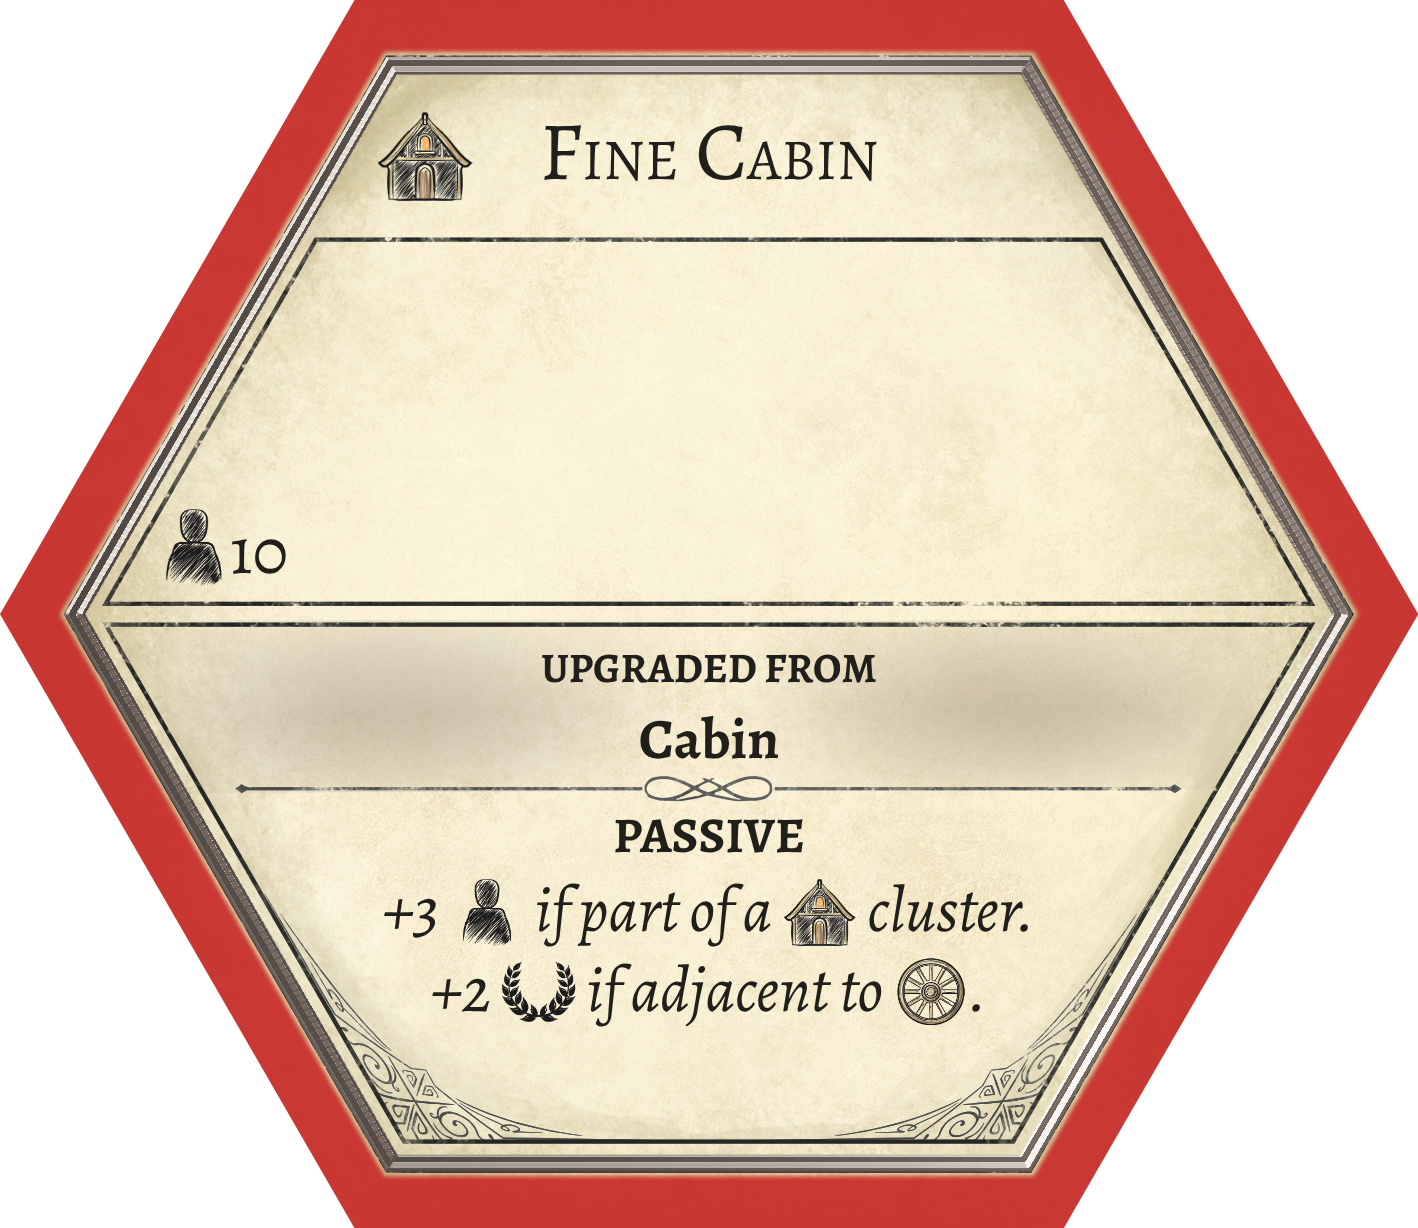 Fine Cabin
10
UPGRADED FROM
Cabin
PASSIVE
+3 if part of a cluster.
+2 if adjacent to .